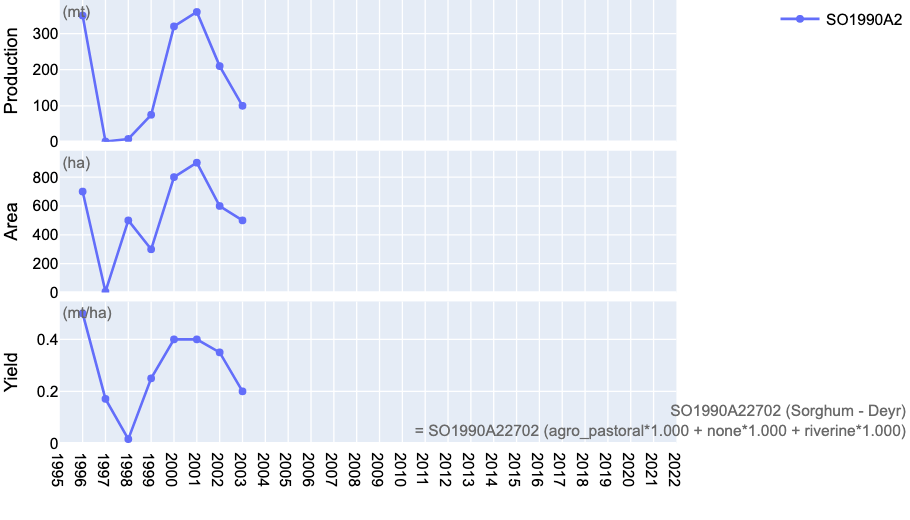 (mt)
SO1990A2
Production
300
200
100
0
(ha)
Area
800
600
400
200
0
(mt/ha)
Yield
0.4
0.2
0
SO1990A22702 (Sorghum - Deyr)
= SO1990A22702 (agro_pastoral*1.000 + none*1.000 + riverine*1.000)
1995 1996 1997 1998 1999 2000 2001 2002 2003 2004 2005 2006 2007 2008 2009 2010 2011 2012 2013 2014 2015 2016 2017 2018 2019 2020 2021 2022